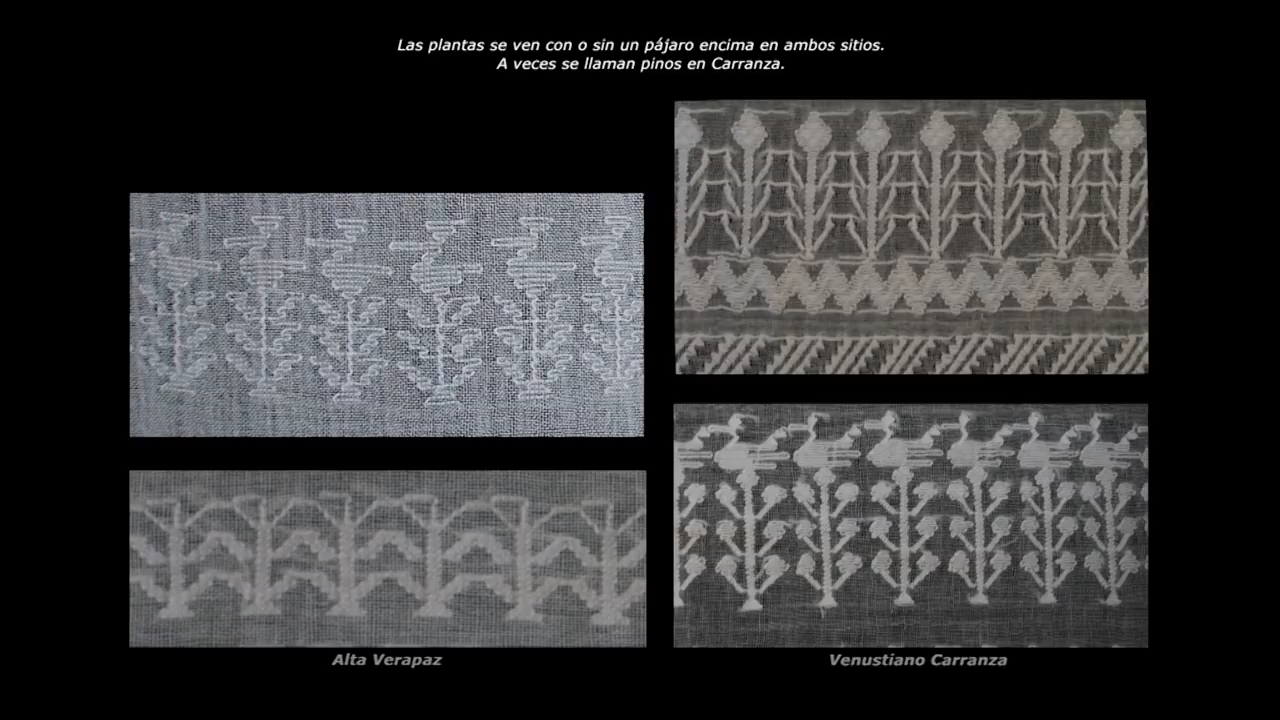 Las plantas se ven con o sin un pájaro encima en ambos sitios.
A veces se llaman pinos en Carranza.
Alta Verapaz
Venustiano Carranza